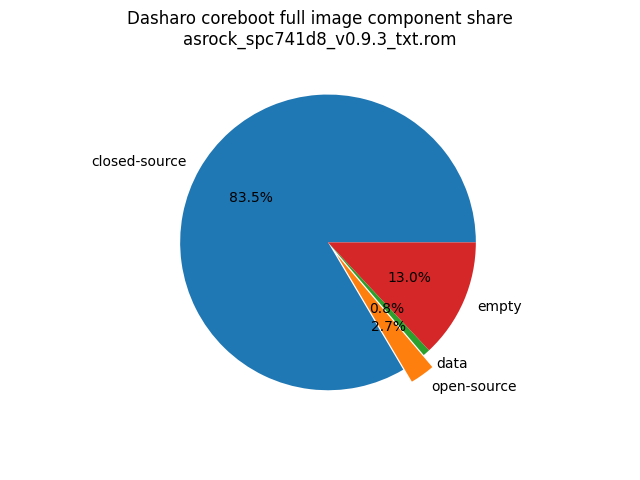 Dasharo coreboot full image component share
asrock_spc741d8_v0.9.3_txt.rom
closed-source
83.5%
13.0%
empty
0.8%
2.7%
data
open-source